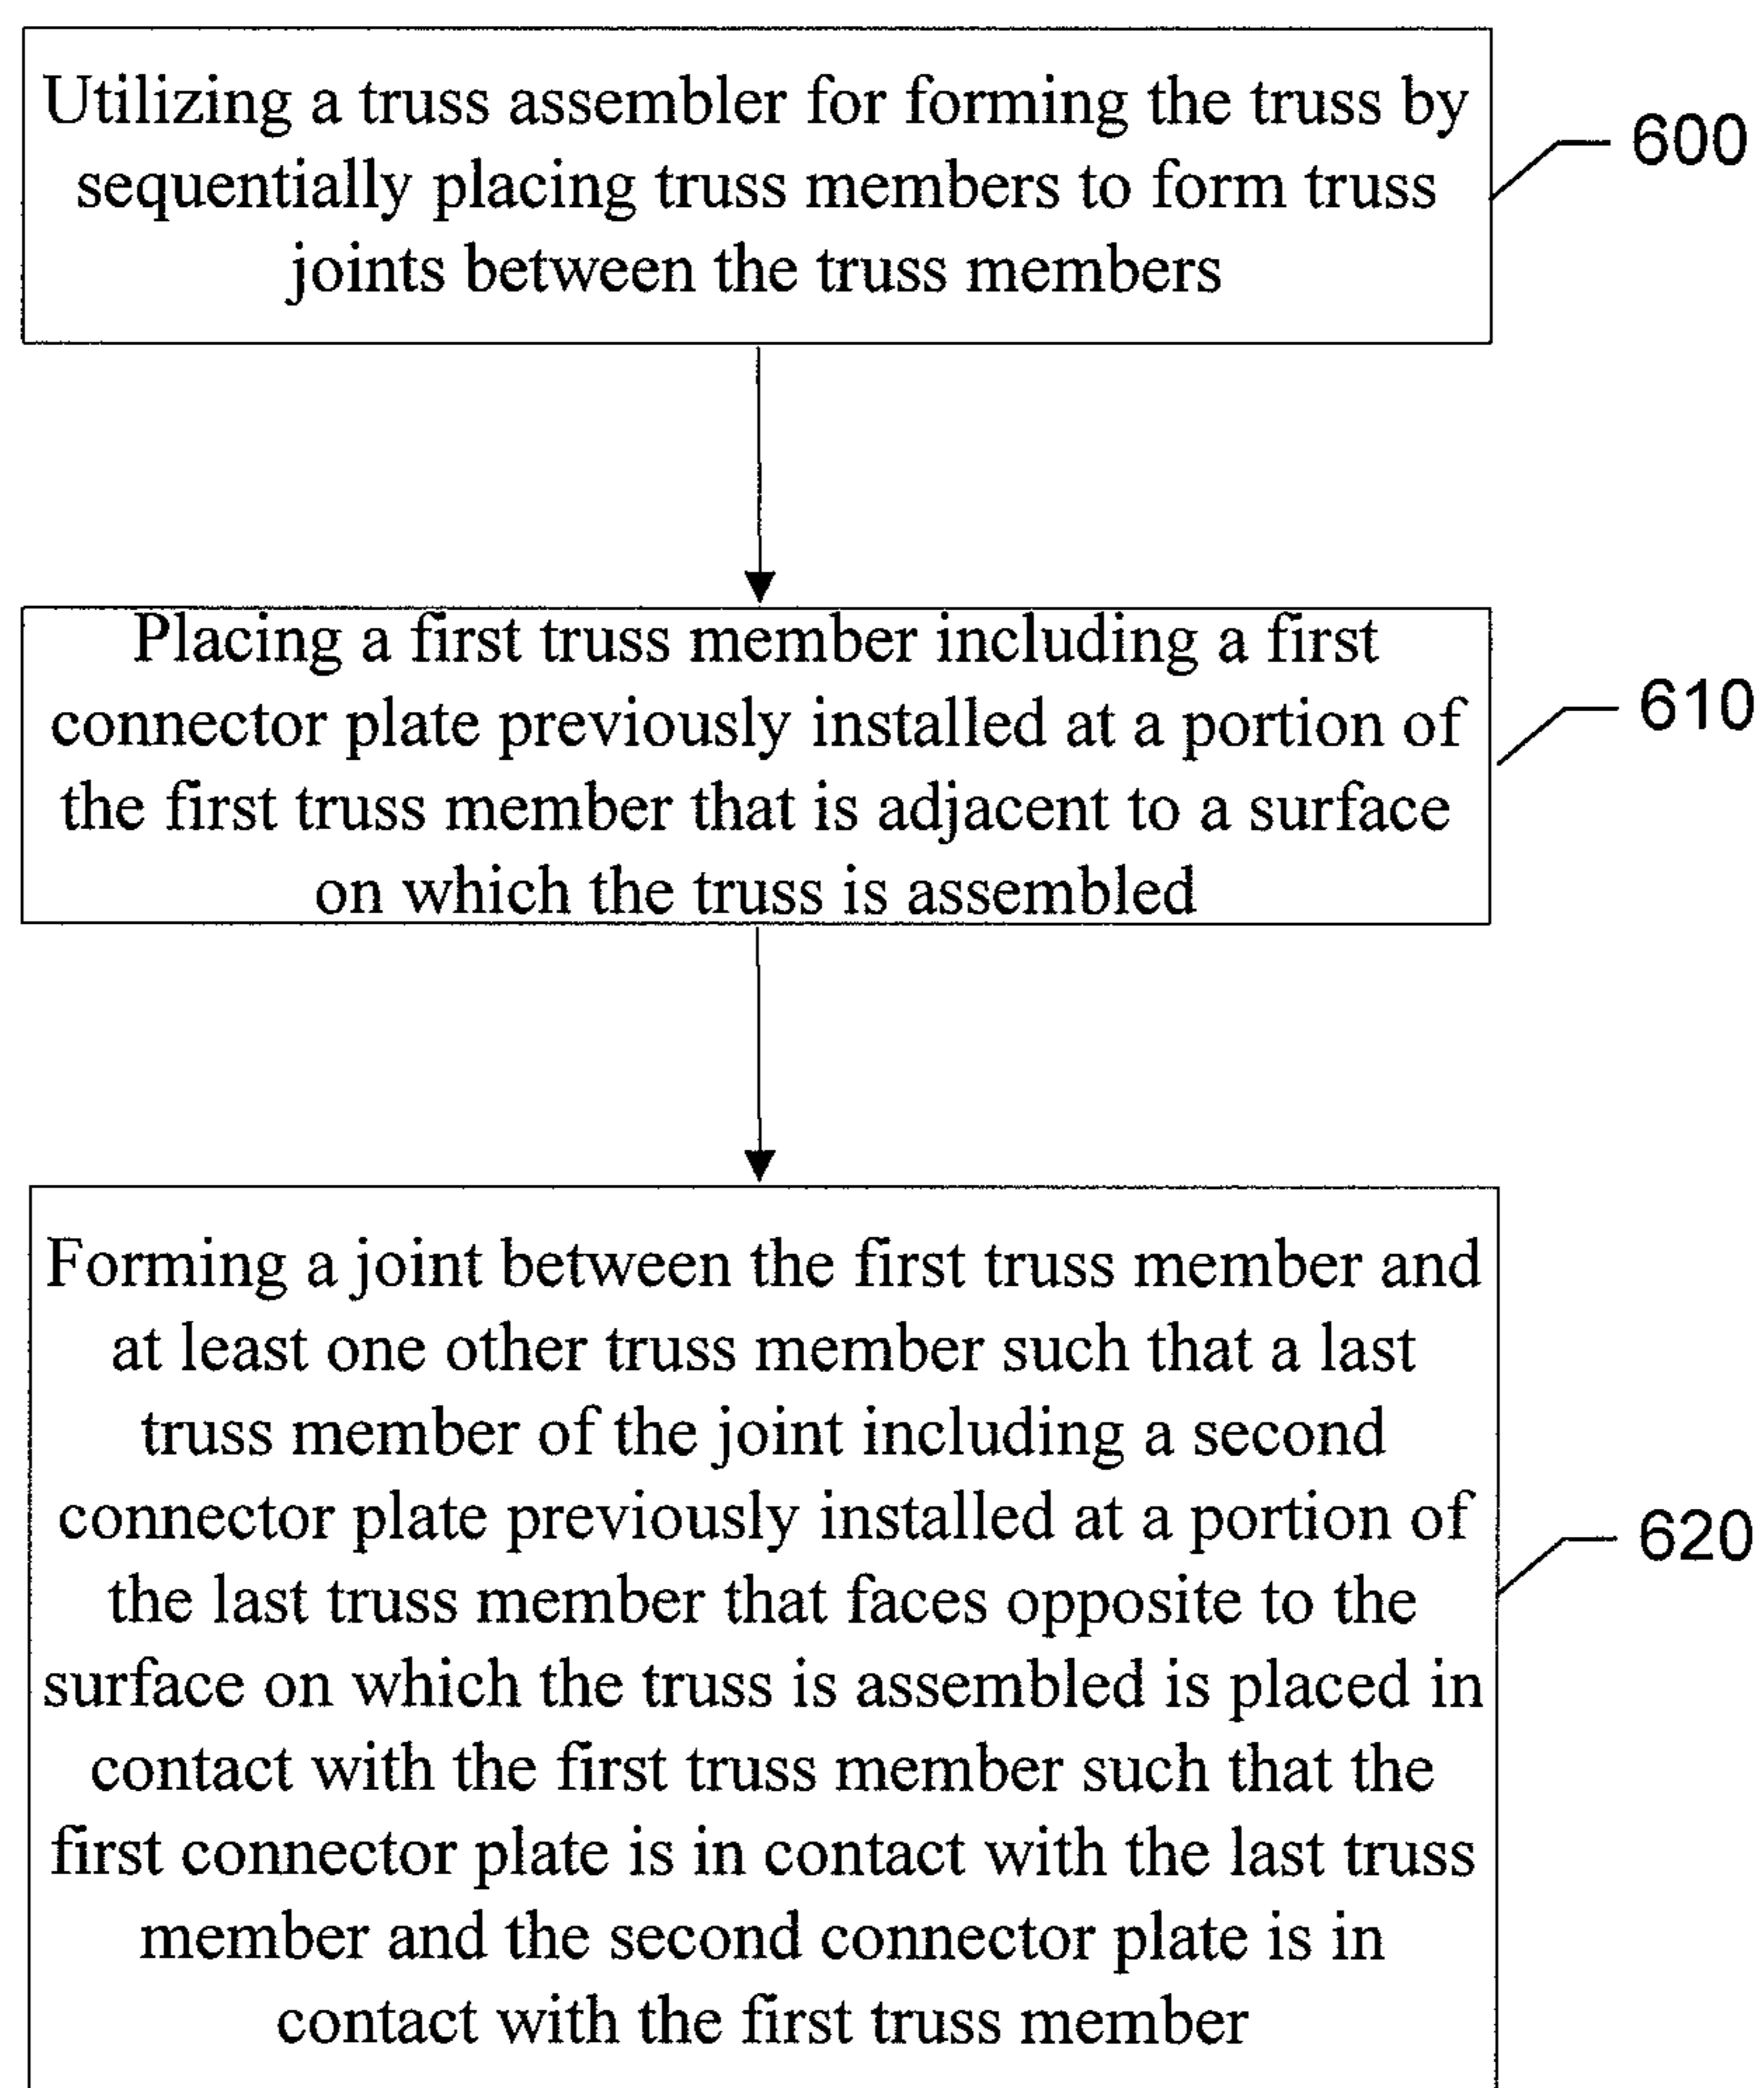 Utilizing a truss assembler for forming the truss by
sequentially placing truss members to form truss
joints between the truss members
600
Placing a first truss member including a first
connector plate previously installed at a portion of
the first truss member that is adjacent to a surface
on which the truss is assembled
610
Forming a joint between the first truss member and
at least one other truss member such that a last
truss member of the joint including a second
connector plate previously installed at a portion of
the last truss member that faces opposite to the
surface on which the truss is assembled is placed in
contact with the first truss member such that the
first connector plate is in contact with the last truss
member and the second connector plate is in
contact with the first truss member
620